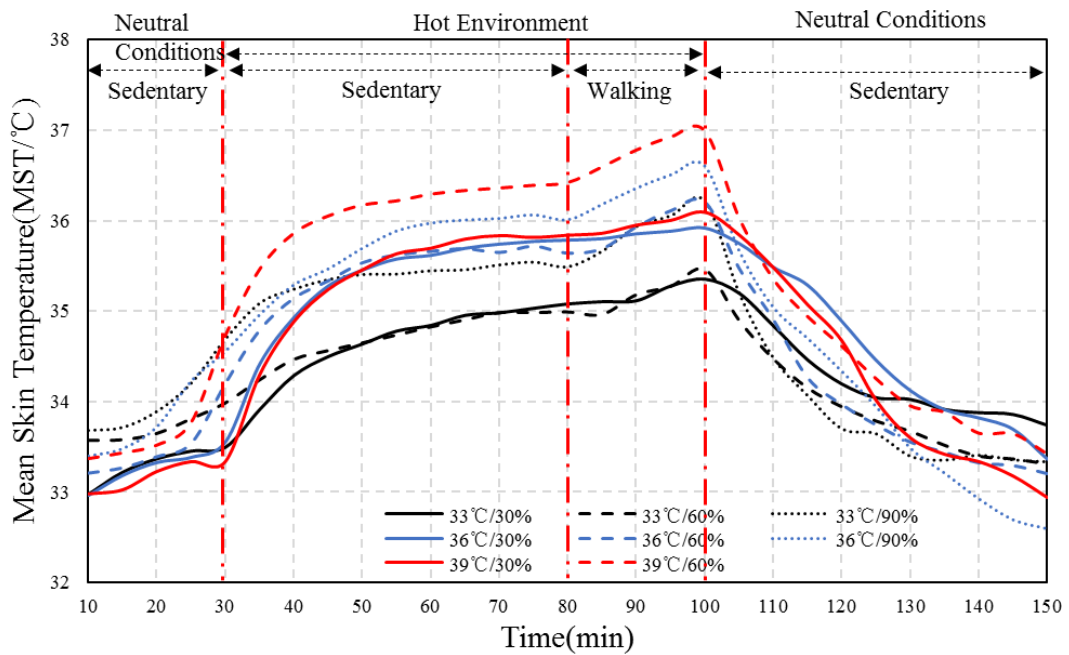 Neutral
Conditions
Hot Environment
Neutral Conditions
Sedentary
Sedentary
Walking
Sedentary
Mean Skin Temperature(MST/℃)
38
37
36
35
34
33
32
33℃/30%
33℃/60%
33℃/90%
36℃/30%
36℃/60%
36℃/90%
39℃/30%
39℃/60%
10 20 30 40 50 60 70 80 90 100 110 120 130 140 150
Time(min)